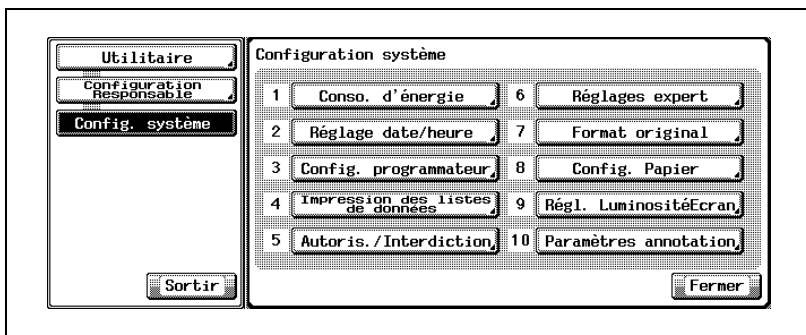 Utilitaire
Configuration
Responsable
Config. système
Sortir
Configuration système
1 Conso. d'énergie
2 Réglage date/heure
3 Config. programmateur
4 Impression des listes
de données
5 Autoris./Interdiction
6 Réglages expert
7 Format original
8 Config. Papier
9 Régl. LuminositéEcran
10 Paramètres annotation
Fermer